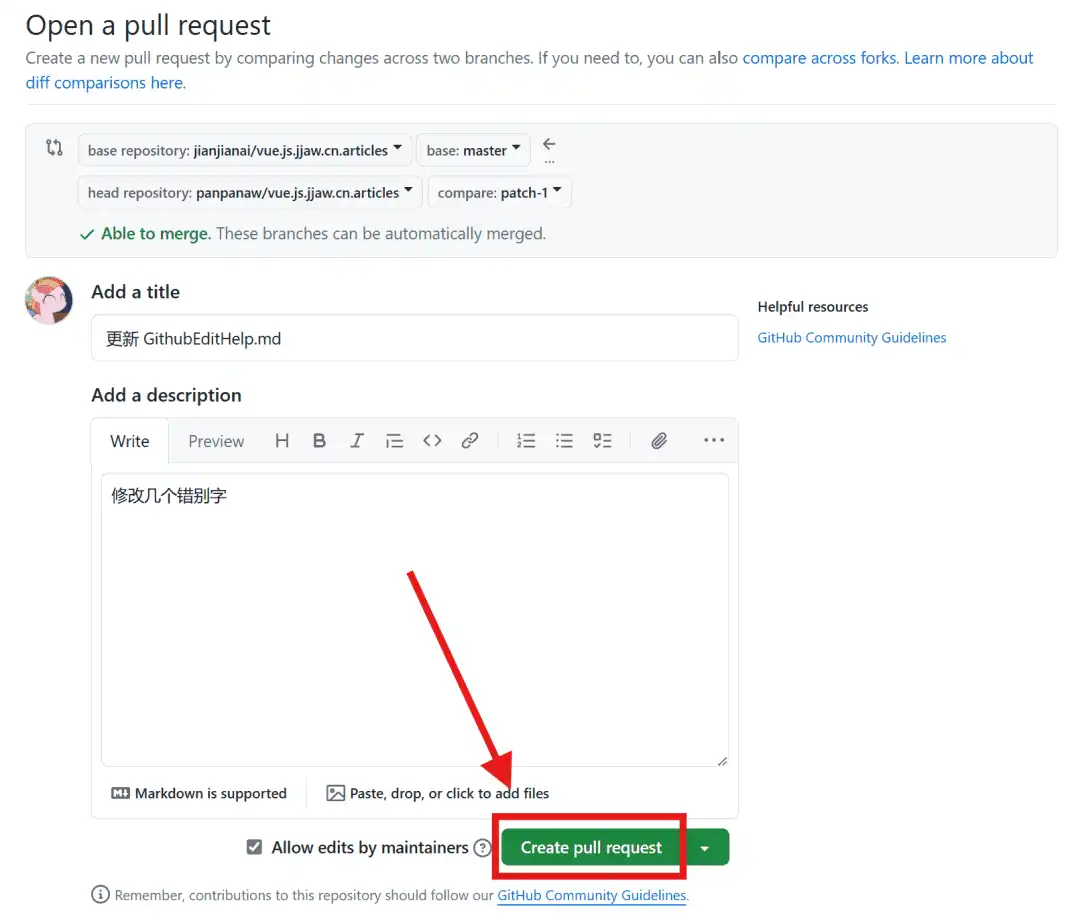 Open a pull request
Create a new pull request by comparing changes across two branches. If you need to, you can also compare across forks. Learn more about
diff comparisons here.
base repository: jianjianai/vue.js.jjaw.cn.articles base: master ...
head repository: panpanaw/vue.js.jjaw.cn.articles compare: patch-1
Able to merge. These branches can be automatically merged.
Add a title
更新 GithubEditHelp.md
Helpful resources
GitHub Community Guidelines
Add a description
Write Preview
修改几个错别字
Markdown is supported Paste, drop, or click to add files
Allow edits by maintainers Create pull request
Remember, contributions to this repository should follow our GitHub Community Guidelines.